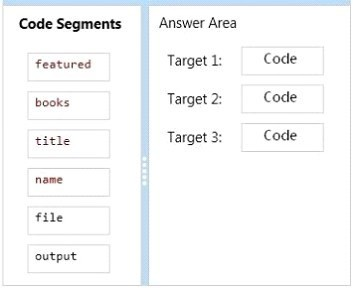 Code Segments
featured
books
title
name
file
output
Answer Area
Target 1: Code
Target 2: Code
Target 3: Code